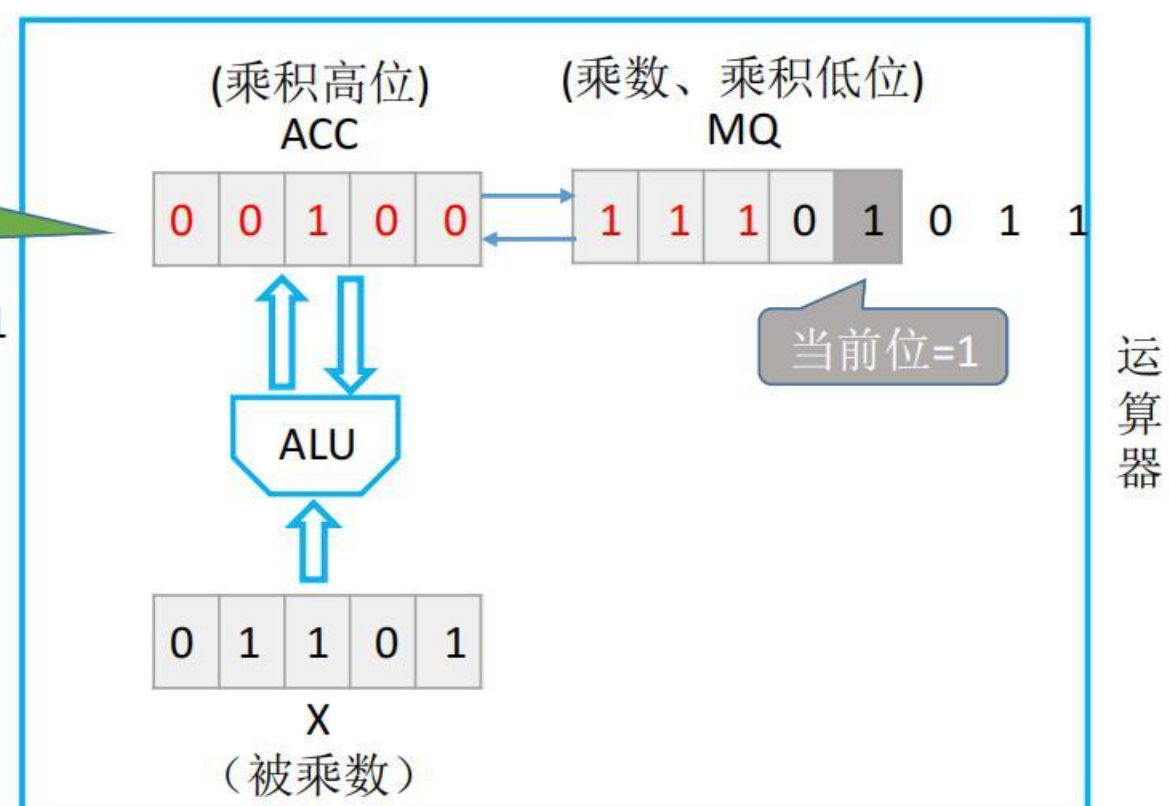 (乘积高位)
ACC
(乘数、乘积低位)
MQ
0 0 1 0 0
1 1 1 0 1 0 1 1
1
当前位=1
ALU
0 1 1 0 1
X
（被乘数）
运算器